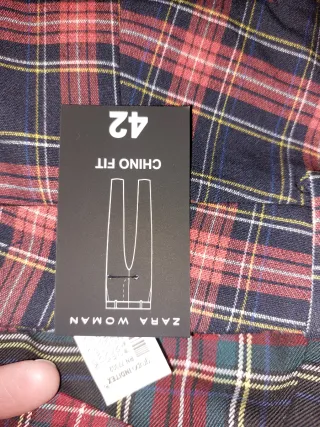 ZARA WOMAN
CHINO FIT
42